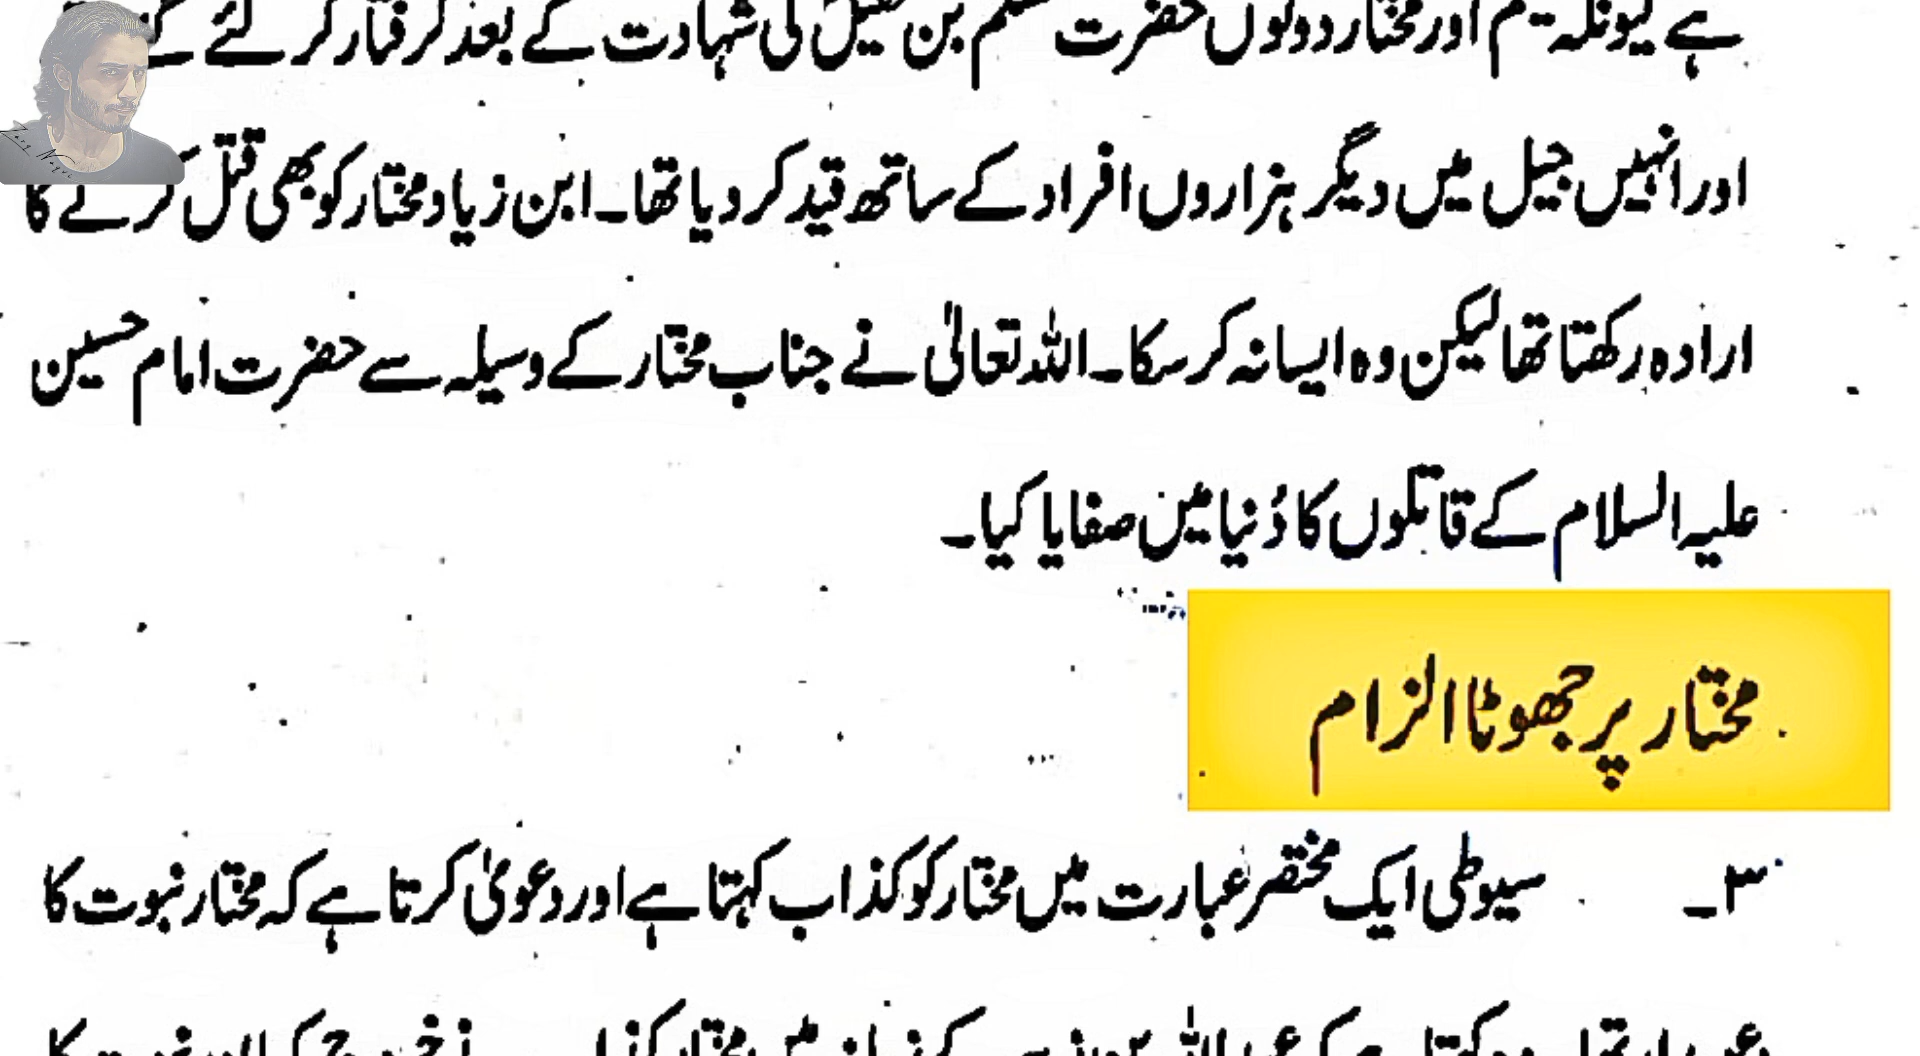 ہے کیونکہ میثم اور مختار دونوں حضرت مسلم بن عقیل کی شہادت کے بعد گرفتار کر لئے گئے
اور انہیں جیل میں دیگر ہزاروں افراد کے ساتھ قید کر دیا تھا۔ ابن زیاد مختار کو بھی قتل کرنے کا
ارادہ رکھتا تھا لیکن وہ ایسا نہ کر سکا۔ اللہ تعالیٰ نے جناب مختار کے وسیلہ سے حضرت امام حسین
علیہ السلام کے قاتلوں کا دُنیا میں صفایا کیا۔
مختار پر جھوٹا الزام
۳۔ سیوطی ایک مختصر عبارت میں مختار کو کذاب کہتا ہے اور دعویٰ کرتا ہے کہ مختار نبوت کا